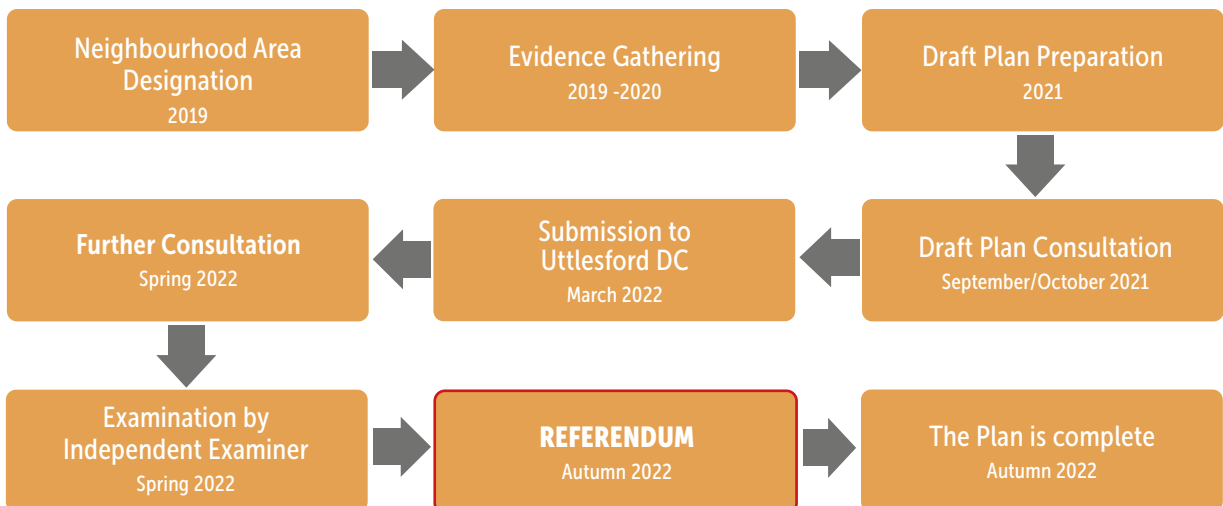 Neighbourhood Area
Designation
2019
Evidence Gathering
2019 -2020
Draft Plan Preparation
2021
Draft Plan Consultation
September/October 2021
Submission to
Uttlesford DC
March 2022
Further Consultation
Spring 2022
Examination by
Independent Examiner
Spring 2022
REFERENDUM
Autumn 2022
The Plan is complete
Autumn 2022